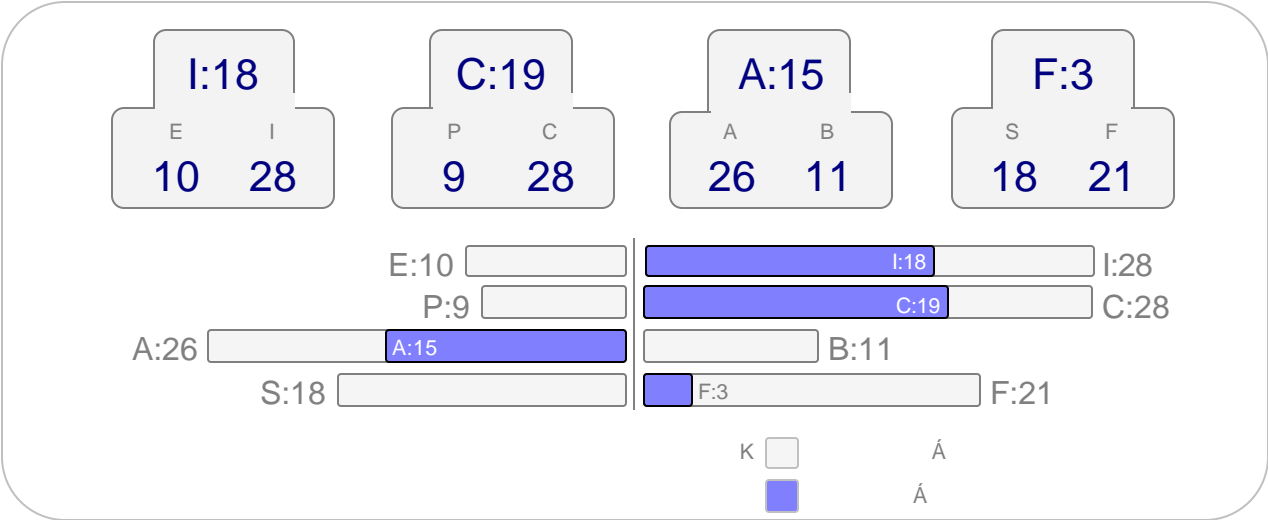 I:18 C:19 A:15 F:3
E I P C A B S F
10 28 9 28 26 11 18 21
E:10 I:18 I:28
P:9 C:19 C:28
A:26 A:15 B:11
S:18 F:3 F:21
K Á
Á